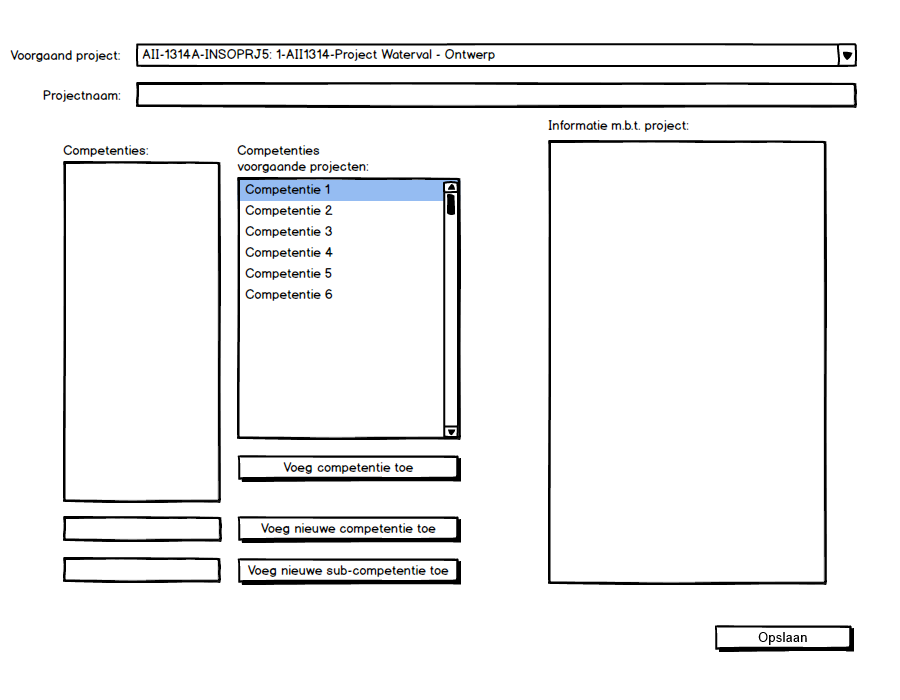 Voorgaand project:
AII-1314A-INSOPRJ5: 1-AII1314-Project Waterval - Ontwerp
Projectnaam:
Informatie m.b.t. project:
Competenties:
Competenties
voorgaande projecten:
Competentie 1
Competentie 2
Competentie 3
Competentie 4
Competentie 5
Competentie 6
Voeg competentie toe
Voeg nieuwe competentie toe
Voeg nieuwe sub-competentie toe
Opslaan